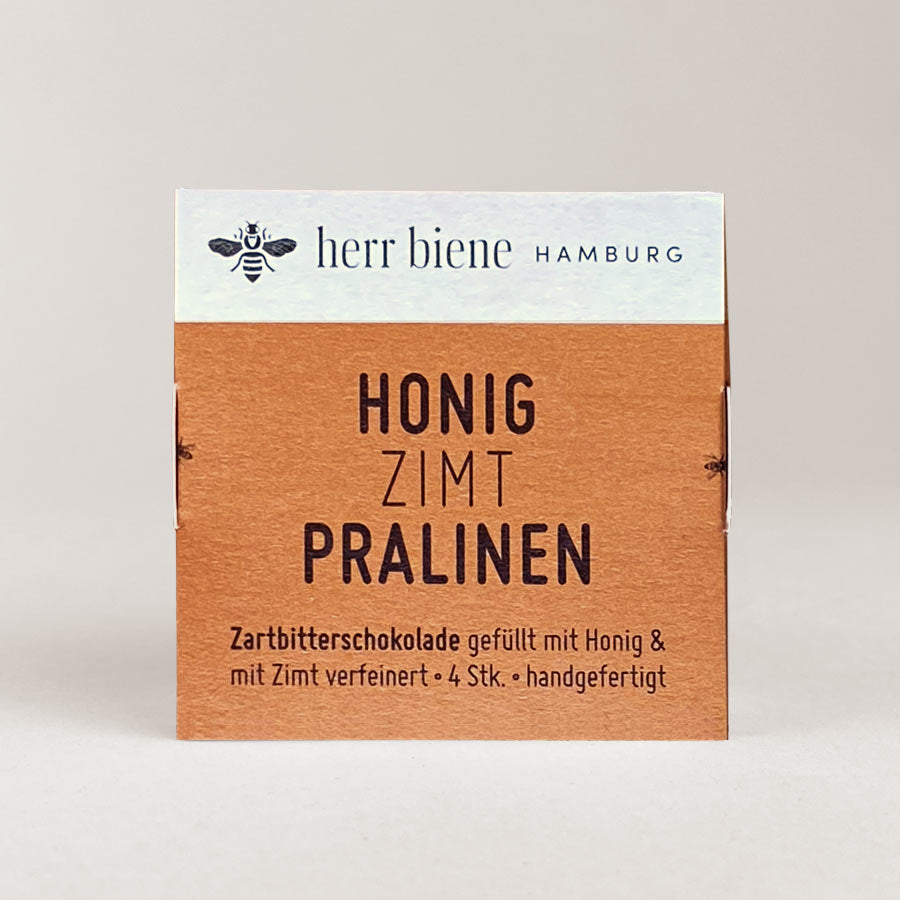 herr biene HAMBURG
HONIG
ZIMT
PRALINEN
Zartbitterschokolade gefüllt mit Honig &
mit Zimt verfeinert • 4 Stk. • handgefertigt